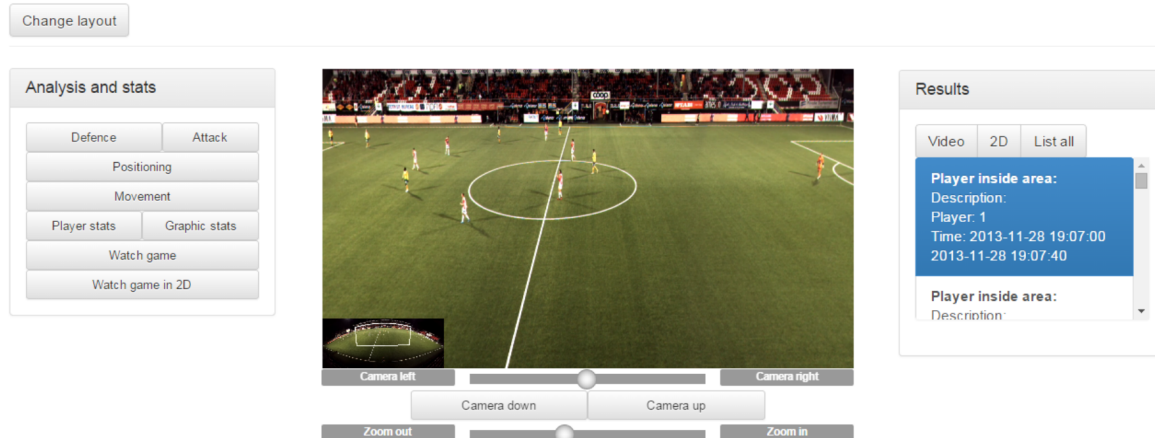 Change layout
Analysis and stats
Defence
Attack
Positioning
Movement
Player stats
Graphic stats
Watch game
Watch game in 2D
coop
Camera left
Camera right
Camera down
Camera up
Zoom out
Zoom in
Results
Video
2D
List all
Player inside area:
Description:
Player: 1
Time: 2013-11-28 19:07:00
2013-11-28 19:07:40
Player inside area:
Description: